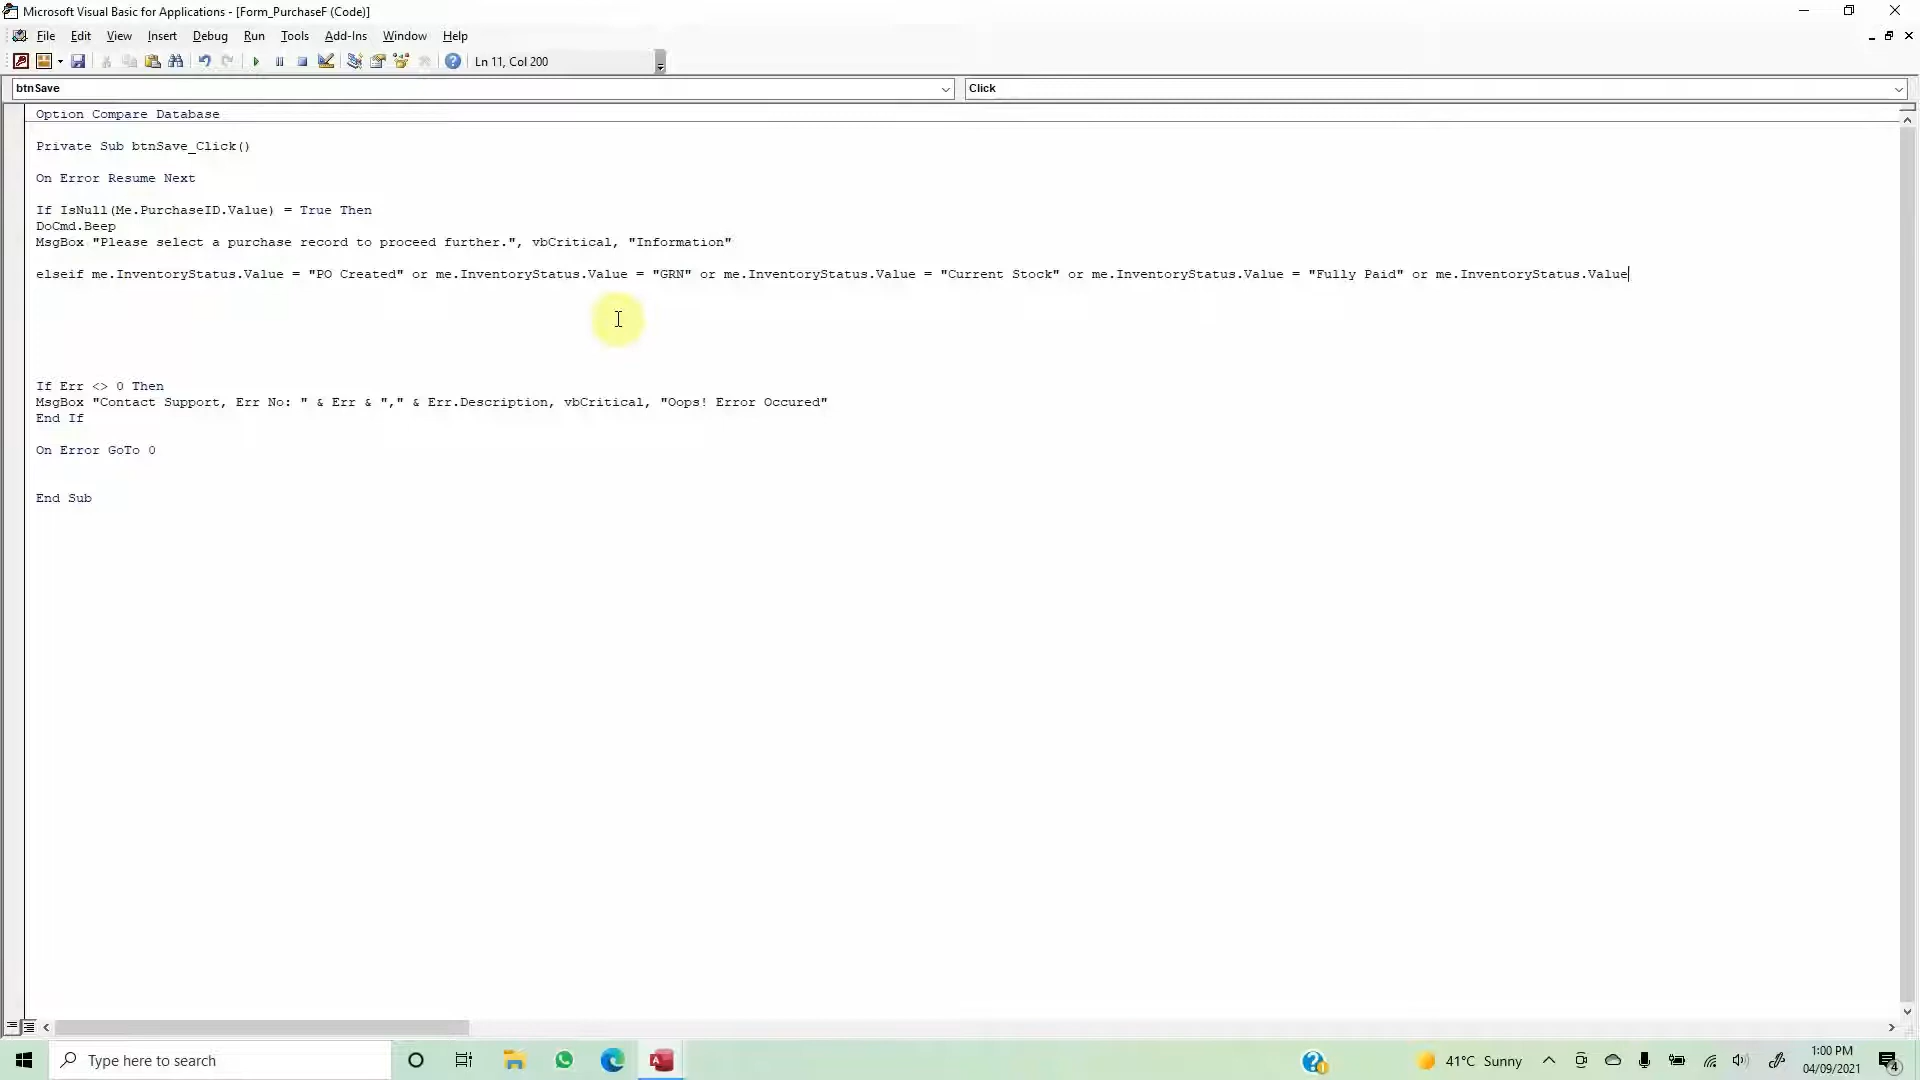 Microsoft Visual Basic for Applications - [Form_PurchaseF (Code)]
File Edit View Insert Debug Run Tools Add-Ins Window Help
Ln 11, Col 200
btnSave Click
Option Compare Database
Private Sub btnSave_Click()
On Error Resume Next
If IsNull(Me.PurchaseID.Value) = True Then
DoCmd.Beep
MsgBox "Please select a purchase record to proceed further.", vbCritical, "Information"
elseif me.InventoryStatus.Value = "PO Created" or me.InventoryStatus.Value = "GRN" or me.InventoryStatus.Value = "Current Stock" or me.InventoryStatus.Value = "Fully Paid" or me.InventoryStatus.Value
If Err <> 0 Then
MsgBox "Contact Support, Err No: " & Err & "," & Err.Description, vbCritical, "Oops! Error Occured"
End If
On Error GoTo 0
End Sub
Type here to search
41°C Sunny
1:00 PM
04/09/2021
4